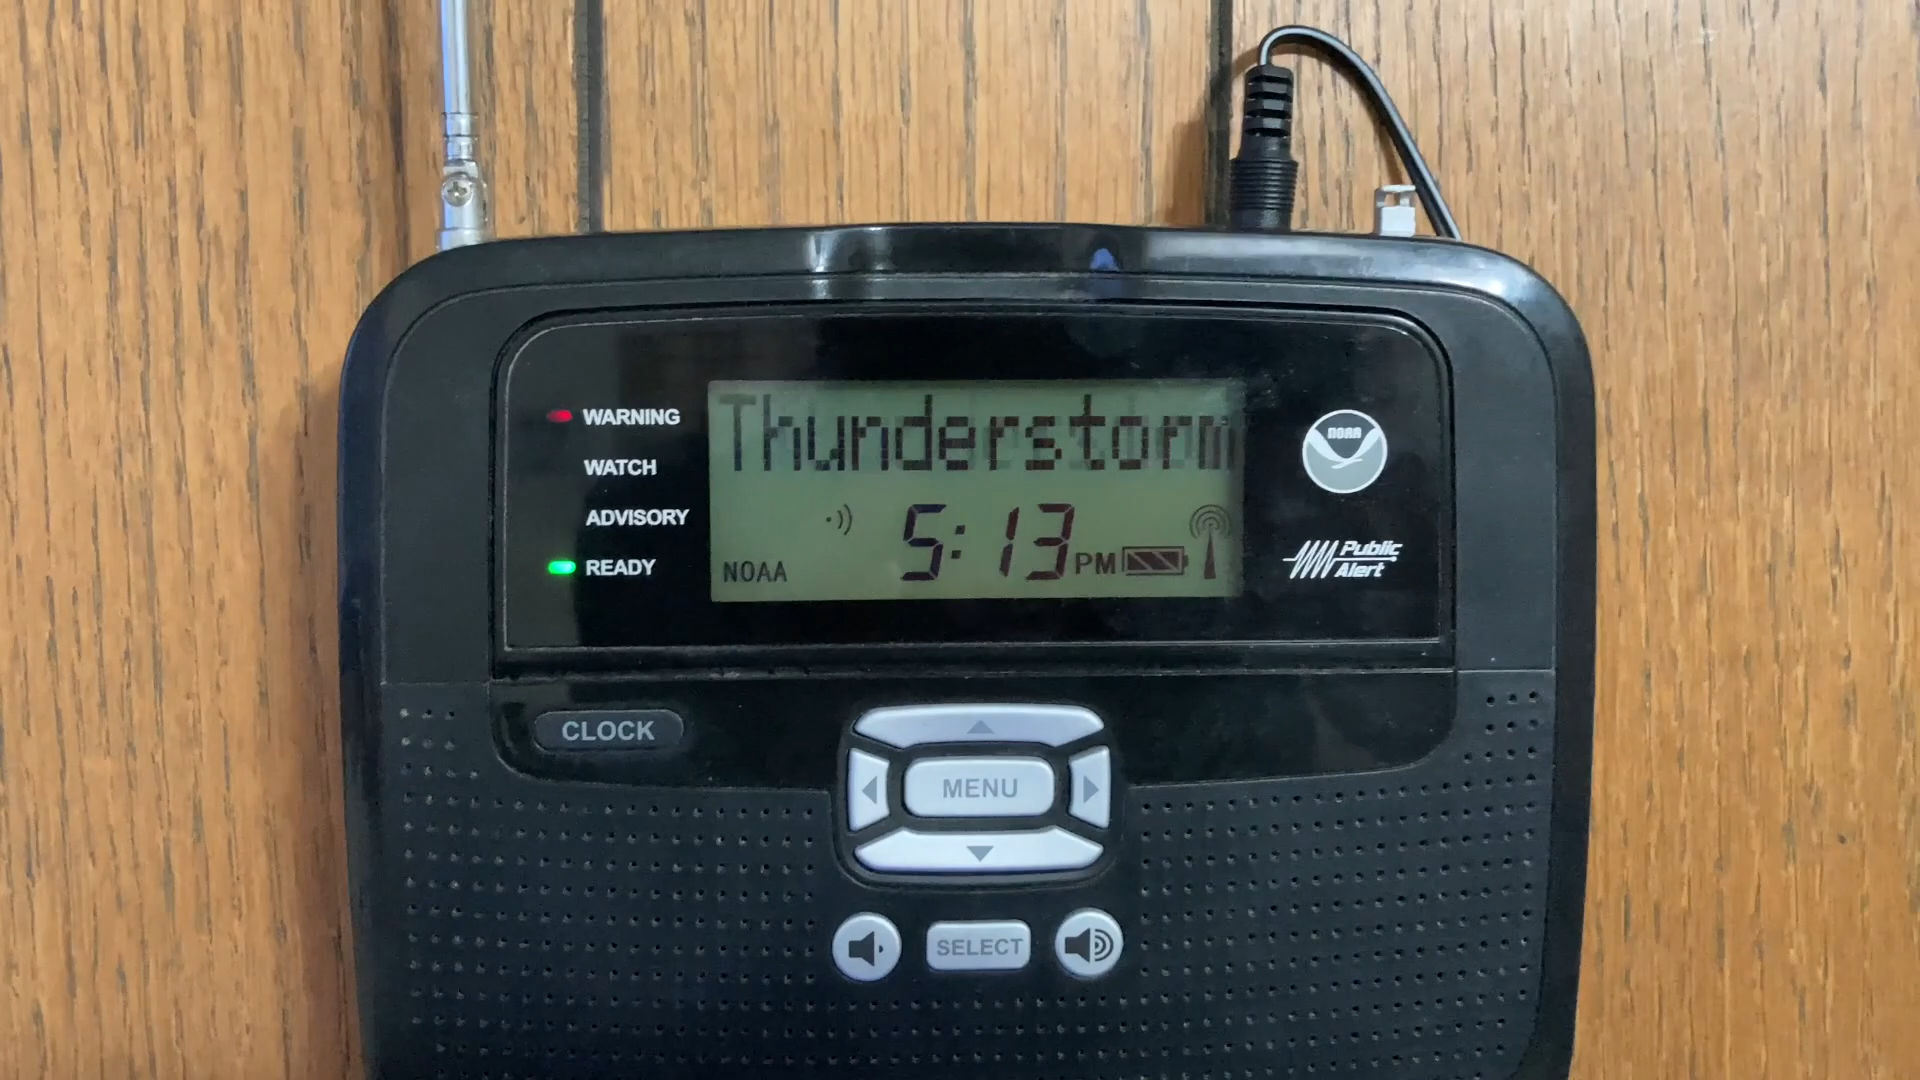 WARNING
WATCH
ADVISORY
READY
Thunderstorm
5:13 PM
NOAA
NOAA
Public
Alert
CLOCK
MENU
SELECT